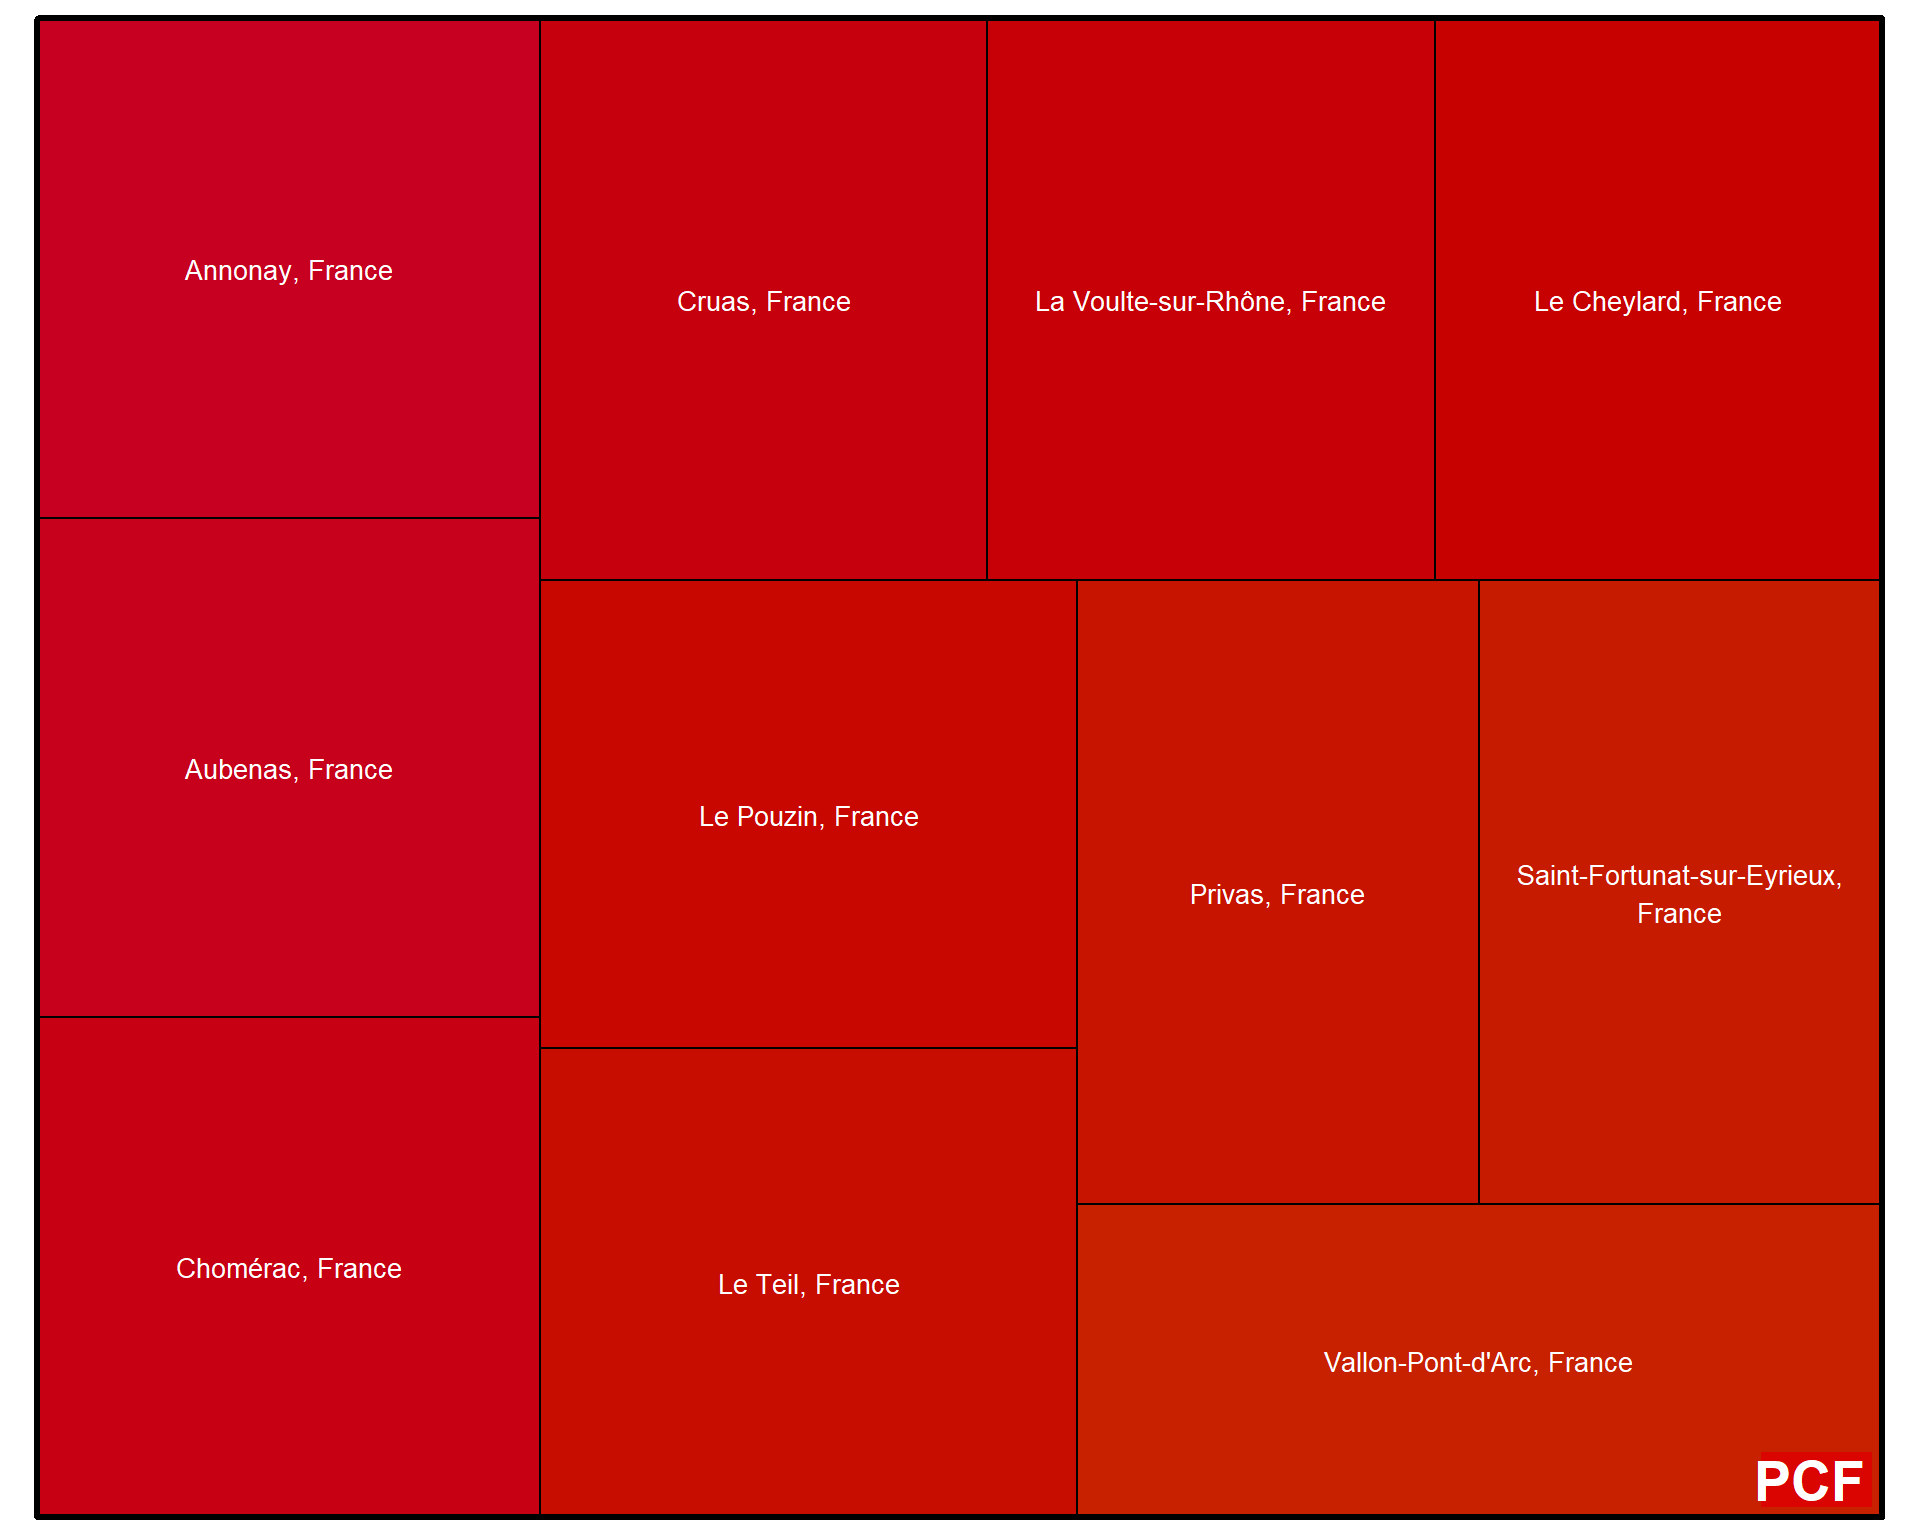 Annonay, France
Cruas, France
La Voulte-sur-Rhône, France
Le Cheylard, France
Aubenas, France
Le Pouzin, France
Privas, France
Saint-Fortunat-sur-Eyrieux,
France
Chomérac, France
Le Teil, France
Vallon-Pont-d'Arc, France
PCF